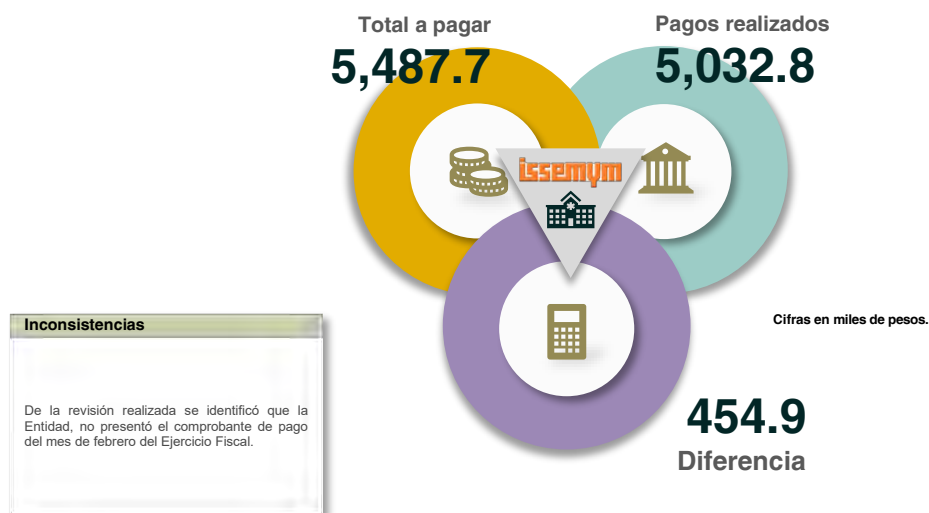 Total a pagar
5,487.7
Pagos realizados
5,032.8
issemym
Inconsistencias
De la revisión realizada se identificó que la
Entidad, no presentó el comprobante de pago
del mes de febrero del Ejercicio Fiscal.
Cifras en miles de pesos.
454.9
Diferencia